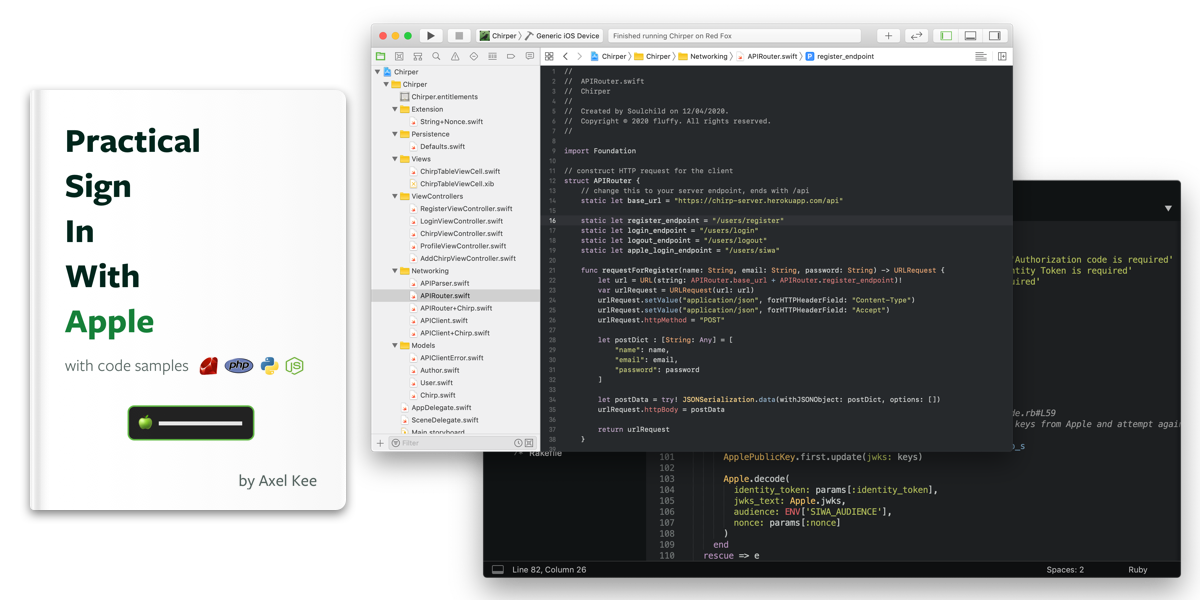 Practical
Sign
In
With
Apple
with code samples
php
JS
by Axel Kee
Chirper
Generic iOS Device
Finished running Chirper on Red Fox
Chirper
Chirper
Networking
APIRouter.swift
P
register_endpoint
Chirper
Chirper
Chirper.entitlements
Extension
String+Nonce.swift
Persistence
Defaults.swift
Views
ChirpTableViewCell.swift
ChirpTableViewCell.xib
ViewControllers
RegisterViewController.swift
LoginViewController.swift
ChirpViewController.swift
ProfileViewController.swift
AddChirpViewController.swift
Networking
APIParser.swift
APIRouter.swift
APIRouter+Chirp.swift
APIClient.swift
APIClient+Chirp.swift
Models
APIClientError.swift
Author.swift
User.swift
Chirp.swift
AppDelegate.swift
SceneDelegate.swift
Main.storyboard
Filter
1 //
2 // APIRouter.swift
3 // Chirper
4 //
5 // Created by Soulchild on 12/04/2020.
6 // Copyright © 2020 fluffy. All rights reserved.
7 //
8
9 import Foundation
10
11 // construct HTTP request for the client
12 struct APIRouter {
13 // change this to your server endpoint, ends with /api
14 static let base_url = "https://chirp-server.herokuapp.com/api"
15
16 static let register_endpoint = "/users/register"
17 static let login_endpoint = "/users/login"
18 static let logout_endpoint = "/users/logout"
19 static let apple_login_endpoint = "/users/siwa"
20
21 func requestForRegister(name: String, email: String, password: String) -> URLRequest {
22 let url = URL(string: APIRouter.base_url + APIRouter.register_endpoint)!
23 var urlRequest = URLRequest(url: url)
24 urlRequest.setValue("application/json", forHTTPHeaderField: "Content-Type")
25 urlRequest.setValue("application/json", forHTTPHeaderField: "Accept")
26 urlRequest.httpMethod = "POST"
27
28 let postDict : [String: Any] = [
29 "name": name,
30 "email": email,
31 "password": password
32 ]
33
34 let postData = try! JSONSerialization.data(withJSONObject: postDict, options: [])
35 urlRequest.httpBody = postData
36
37 return urlRequest
38 }
39
'Authorization code is required'
ntity Token is required'
uired'
de.rb#L59
keys from Apple and attempt agai
n_s
Rakefile
101 ApplePublicKey.first.update(jwks: keys)
102
103 Apple.decode(
104 identity_token: params[:identity_token],
105 jwks_text: Apple.jwks,
106 audience: ENV['SIWA_AUDIENCE'],
107 nonce: params[:nonce]
108 )
109 end
110 rescue => e
Line 82, Column 26
Spaces: 2
Ruby